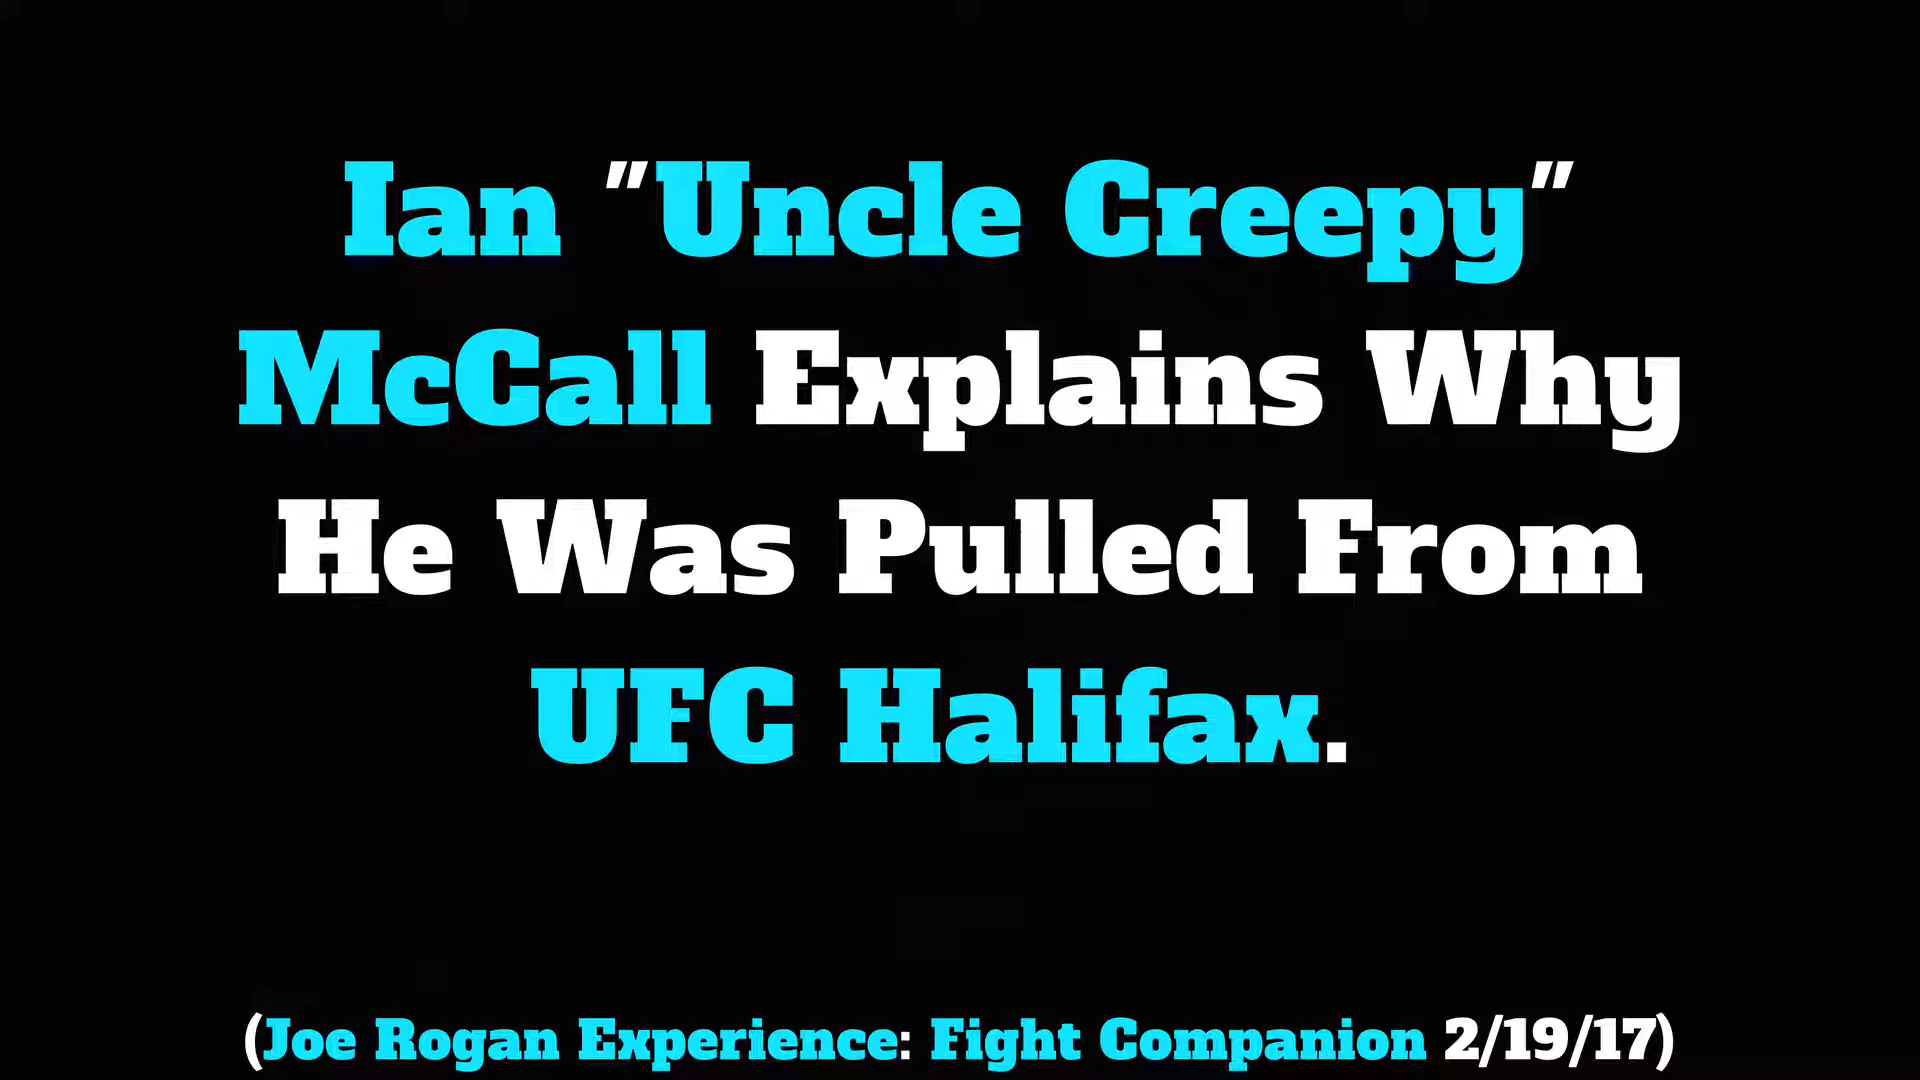 Ian "Uncle Creepy"
McCall Explains Why
He Was Pulled From
UFC Halifax.
(Joe Rogan Experience: Fight Companion 2/19/17)